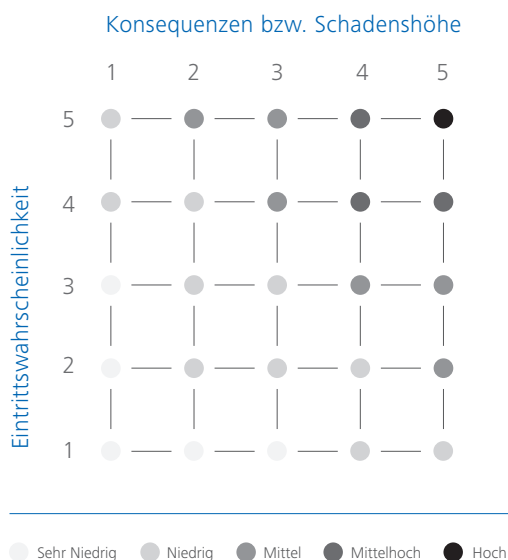 Konsequenzen bzw. Schadenshöhe
1 2 3 4 5
Eintrittswahrscheinlichkeit
5
4
3
2
1
Sehr Niedrig Niedrig Mittel Mittelhoch Hoch